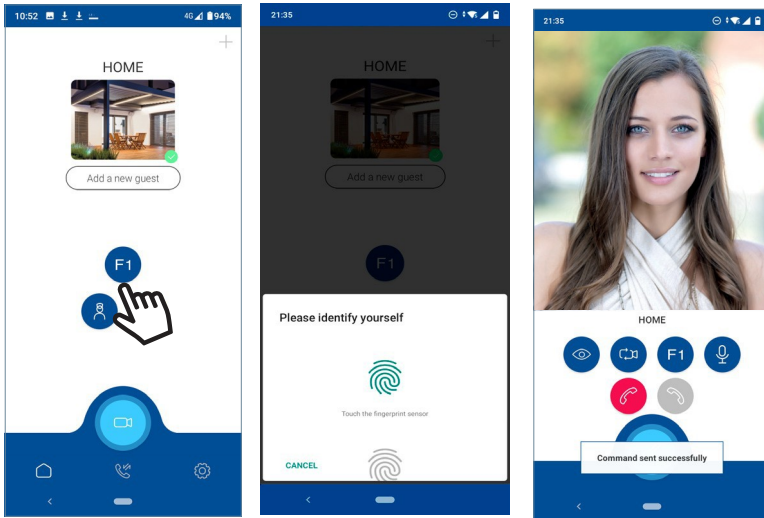 10:52
4G 94%
HOME
Add a new guest
F1
21:35
HOME
Add a new guest
F1
Please identify yourself
Touch the fingerprint sensor
CANCEL
21:35
HOME
F1
Command sent successfully